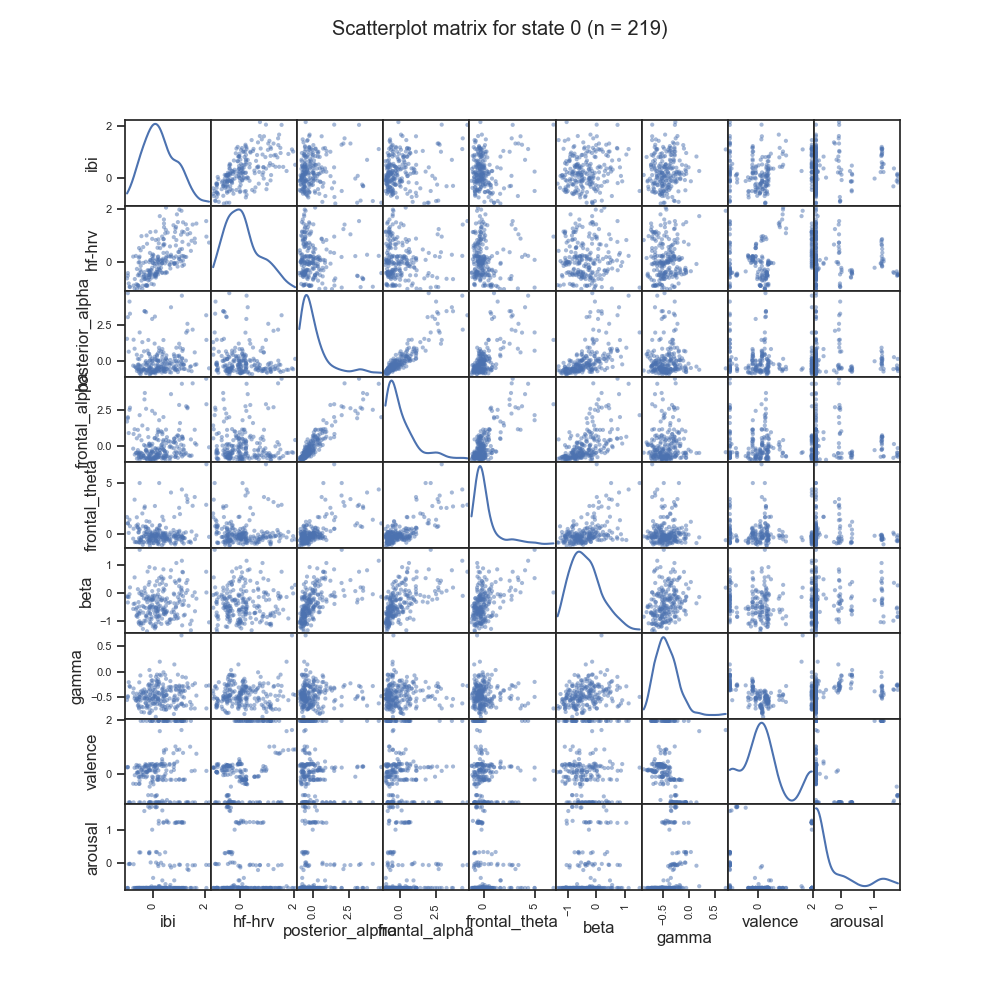 Scatterplot matrix for state 0 (n = 219)
2
0
ibi
2
0
hf-hrv
2.5
0.0
posterior_alpha
2.5
0.0
frontal_alpha
5
0
frontal_theta
1
0
−1
beta
0.5
0.0
−0.5
gamma
2
0
valence
1
0
arousal
0 2 0 2 0.0 2.5 0.0 2.5 0 5 −1 0 1 −0.5 0.0 0.5 0 2 0 1
ibi hf-hrv posterior_alpha frontal_alpha frontal_theta beta gamma valence arousal